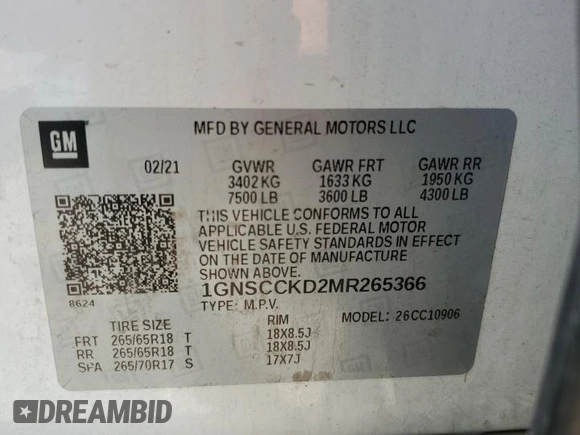 GM
MFD BY GENERAL MOTORS LLC
02/21 GVWR GAWR FRT GAWR RR
3402 KG 1633 KG 1950 KG
7500 LB 3600 LB 4300 LB
THIS VEHICLE CONFORMS TO ALL
APPLICABLE U.S. FEDERAL MOTOR
VEHICLE SAFETY STANDARDS IN EFFECT
ON THE DATE OF MANUFACTURE
8624
1GNSCCKD2MR265366
TYPE: M.P.V. MODEL: 26CC10906
TIRE SIZE RIM
FRT 265/65R18 T 18X8.5J
RR 265/65R18 T 18X8.5J
SPA 265/70R17 S 17X7J
DREAMBID